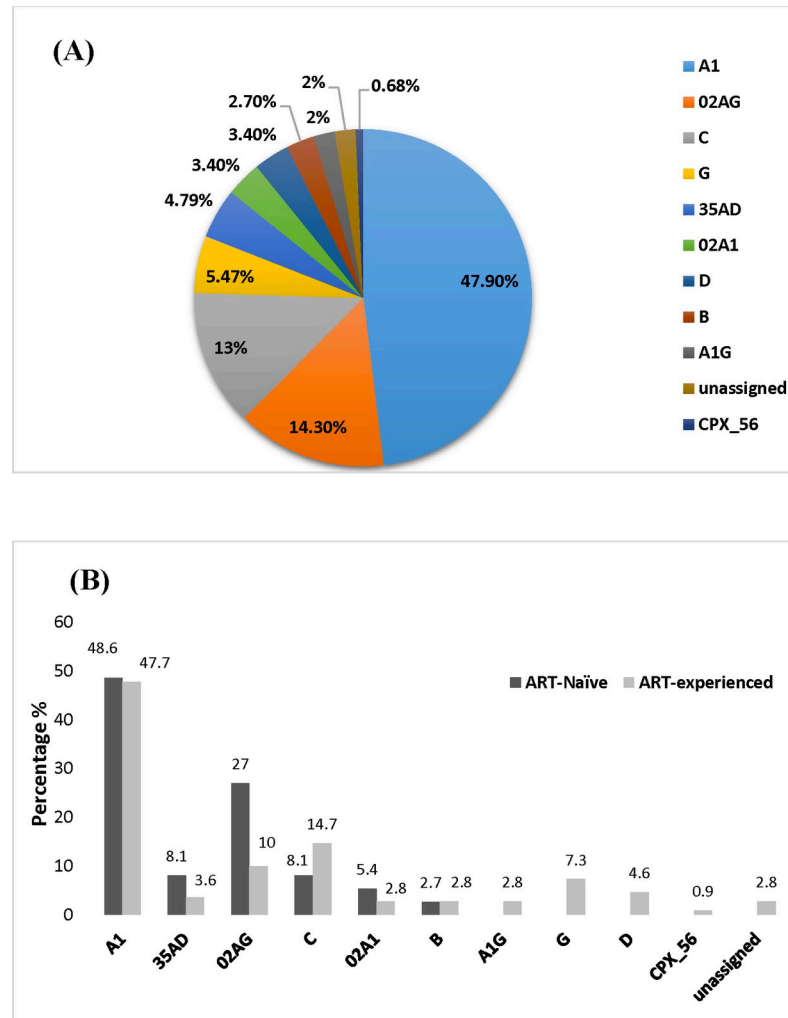 (A)
2%
0.68%
2.70%
2%
3.40%
3.40%
4.79%
5.47%
47.90%
13%
14.30%
A1
02AG
C
G
35AD
02A1
D
B
A1G
unassigned
CPX_56
(B)
Percentage %
60
50
40
30
20
10
0
ART-Naïve
ART-experienced
48.6
47.7
8.1
3.6
27
10
8.1
14.7
5.4
2.8
2.7
2.8
2.8
7.3
4.6
0.9
2.8
A1
35AD
02AG
C
02A1
B
A1G
G
D
CPX_56
unassigned